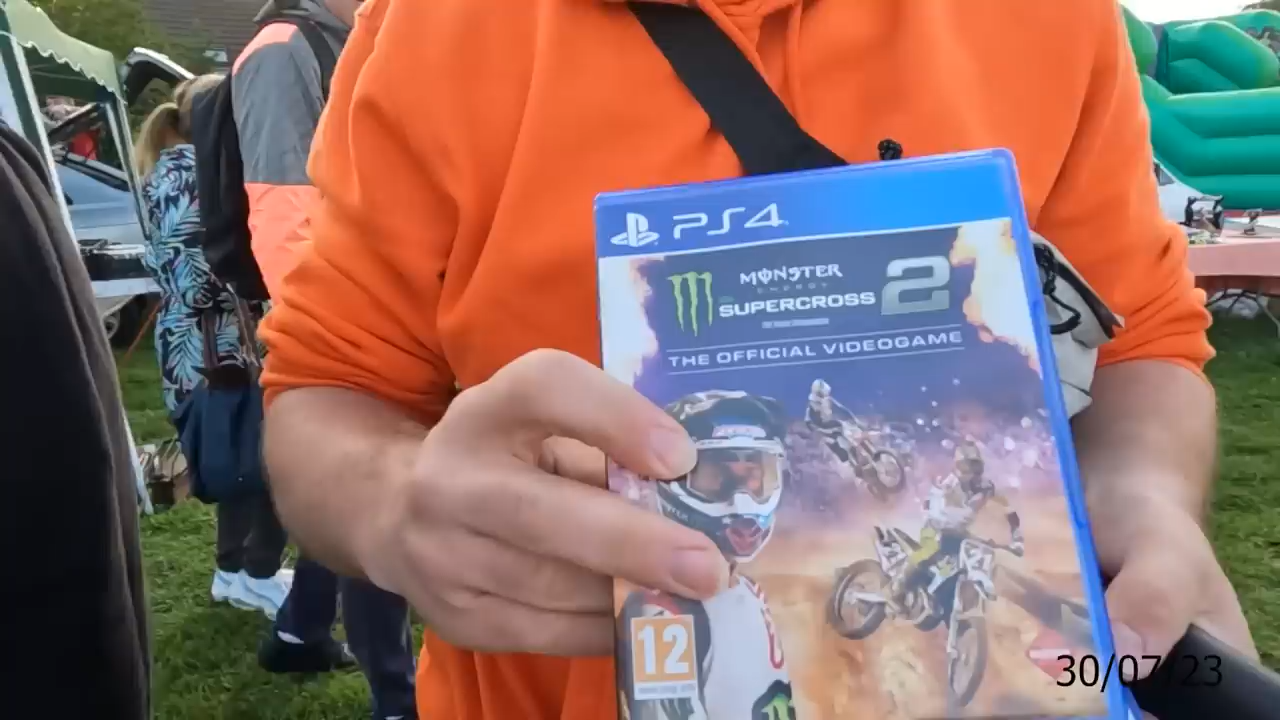 PS4
MONSTER
ENERGY
SUPERCROSS 2
THE OFFICIAL VIDEOGAME
12
30/07/23